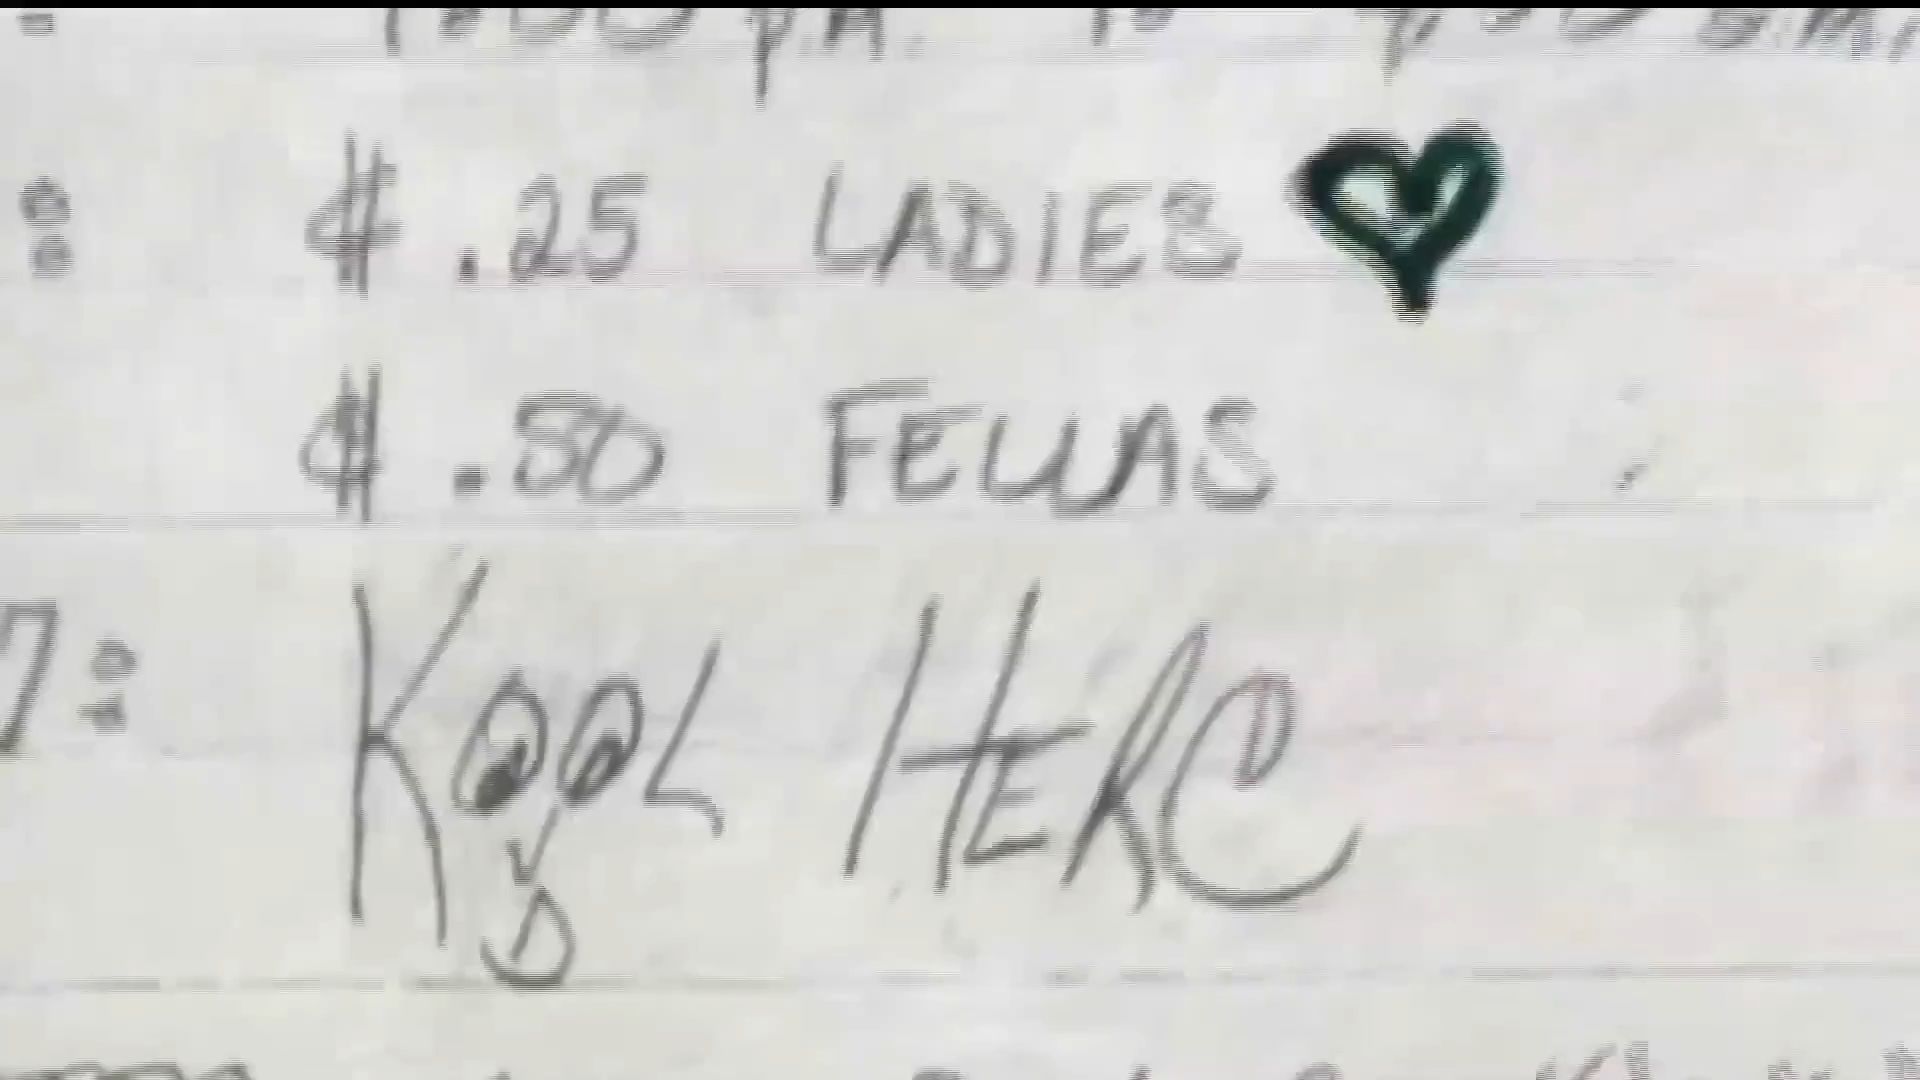 : $ .25 LADIES
$ .50 FELLAS
: KOOL HERC